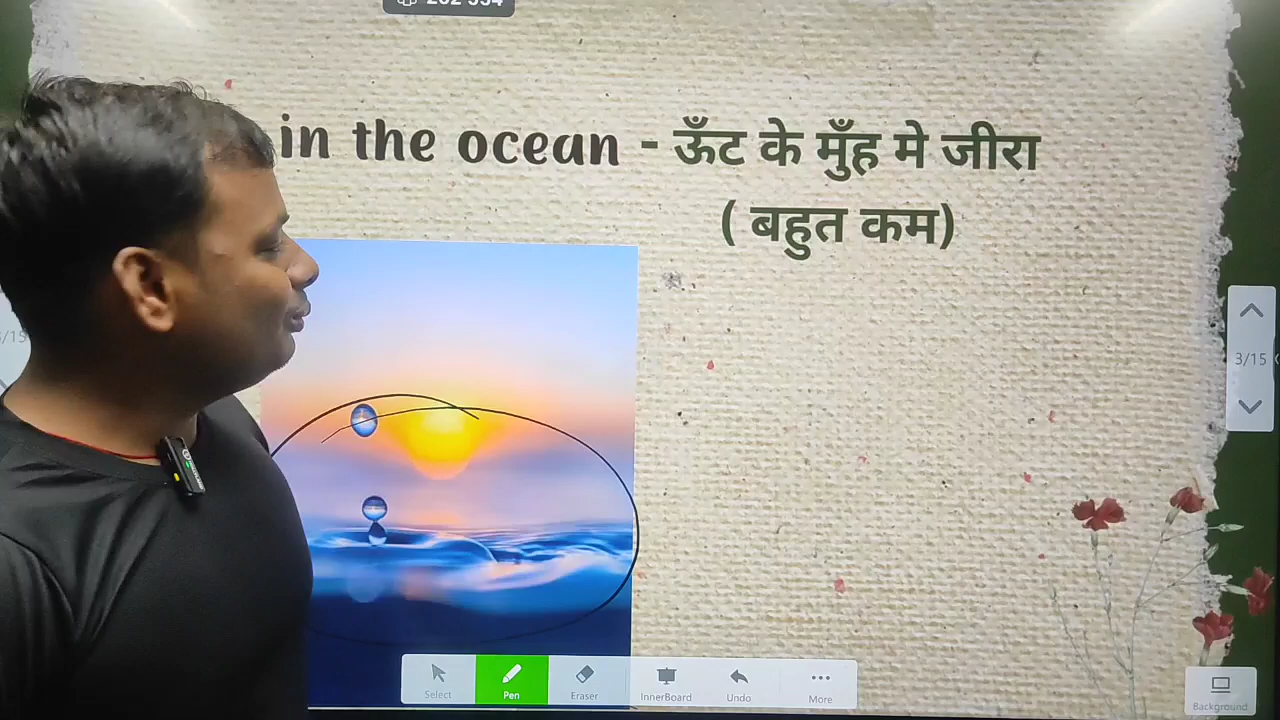 in the ocean - ऊँट के मुँह मे जीरा
( बहुत कम)
3/15
Select
Pen
Eraser
InnerBoard
Undo
More
Background